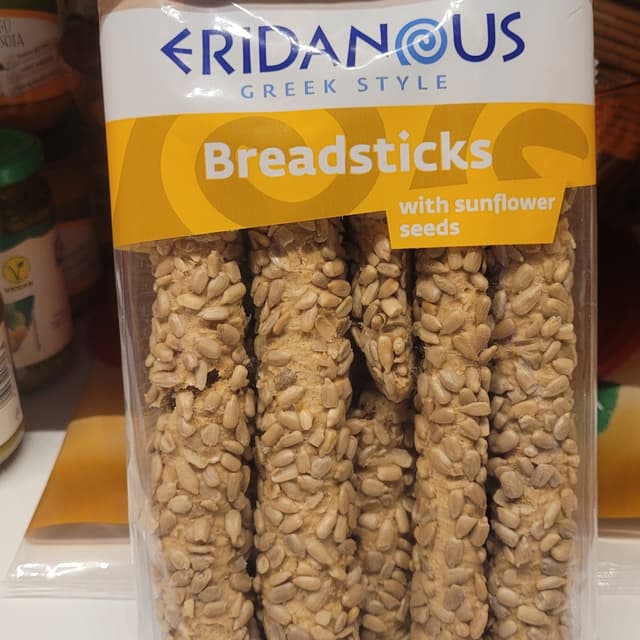 ERIDANOUS
GREEK STYLE
Breadsticks
with sunflower
seeds